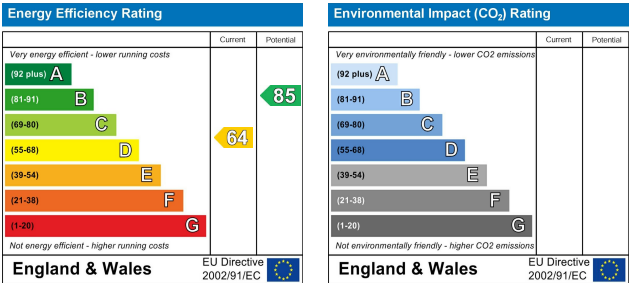 Energy Efficiency Rating
Current Potential
Very energy efficient - lower running costs
(92 plus) A
(81-91) B
85
(69-80) C
64
(55-68) D
(39-54) E
(21-38) F
(1-20) G
Not energy efficient - higher running costs
England & Wales
EU Directive
2002/91/EC
Environmental Impact (CO₂) Rating
Current Potential
Very environmentally friendly - lower CO2 emissions
(92 plus) A
(81-91) B
(69-80) C
(55-68) D
(39-54) E
(21-38) F
(1-20) G
Not environmentally friendly - higher CO2 emissions
England & Wales
EU Directive
2002/91/EC